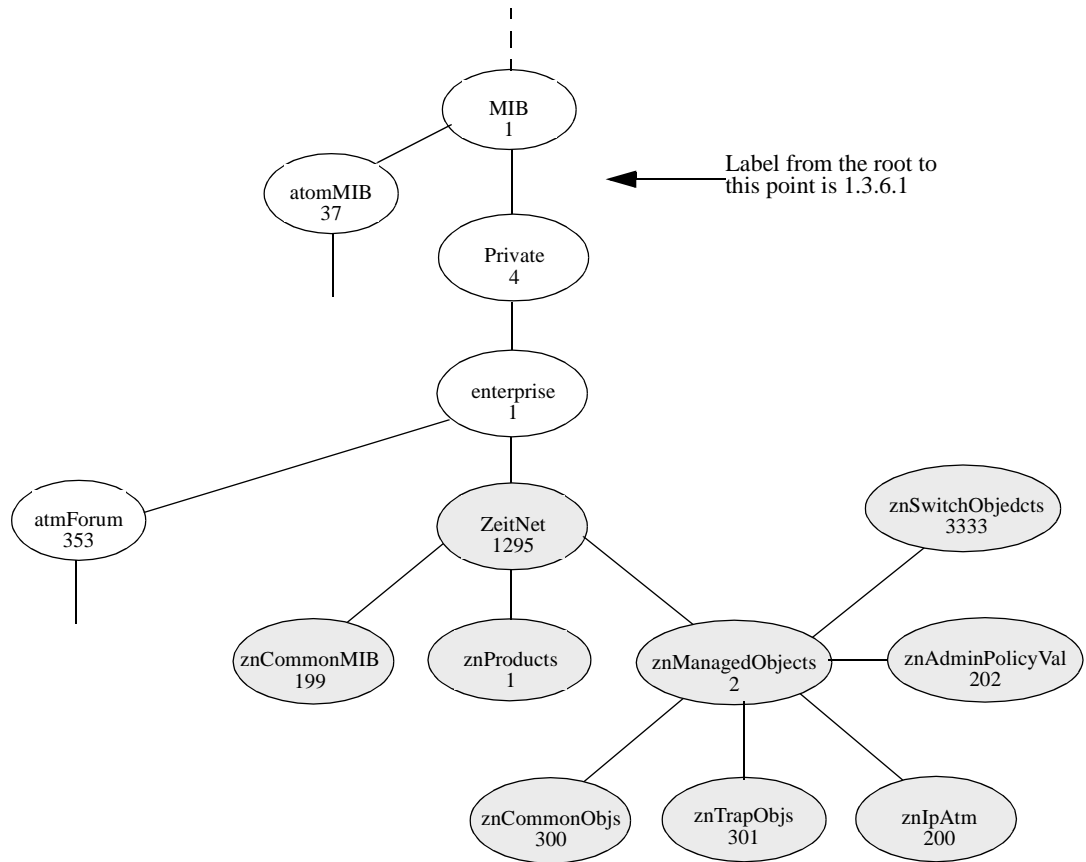 MIB
1
Label from the root to
this point is 1.3.6.1
atomMIB
37
Private
4
enterprise
1
atmForum
353
ZeitNet
1295
znSwitchObjedcts
3333
znCommonMIB
199
znProducts
1
znManagedObjects
2
znAdminPolicyVal
202
znCommonObjs
300
znTrapObjs
301
znIpAtm
200